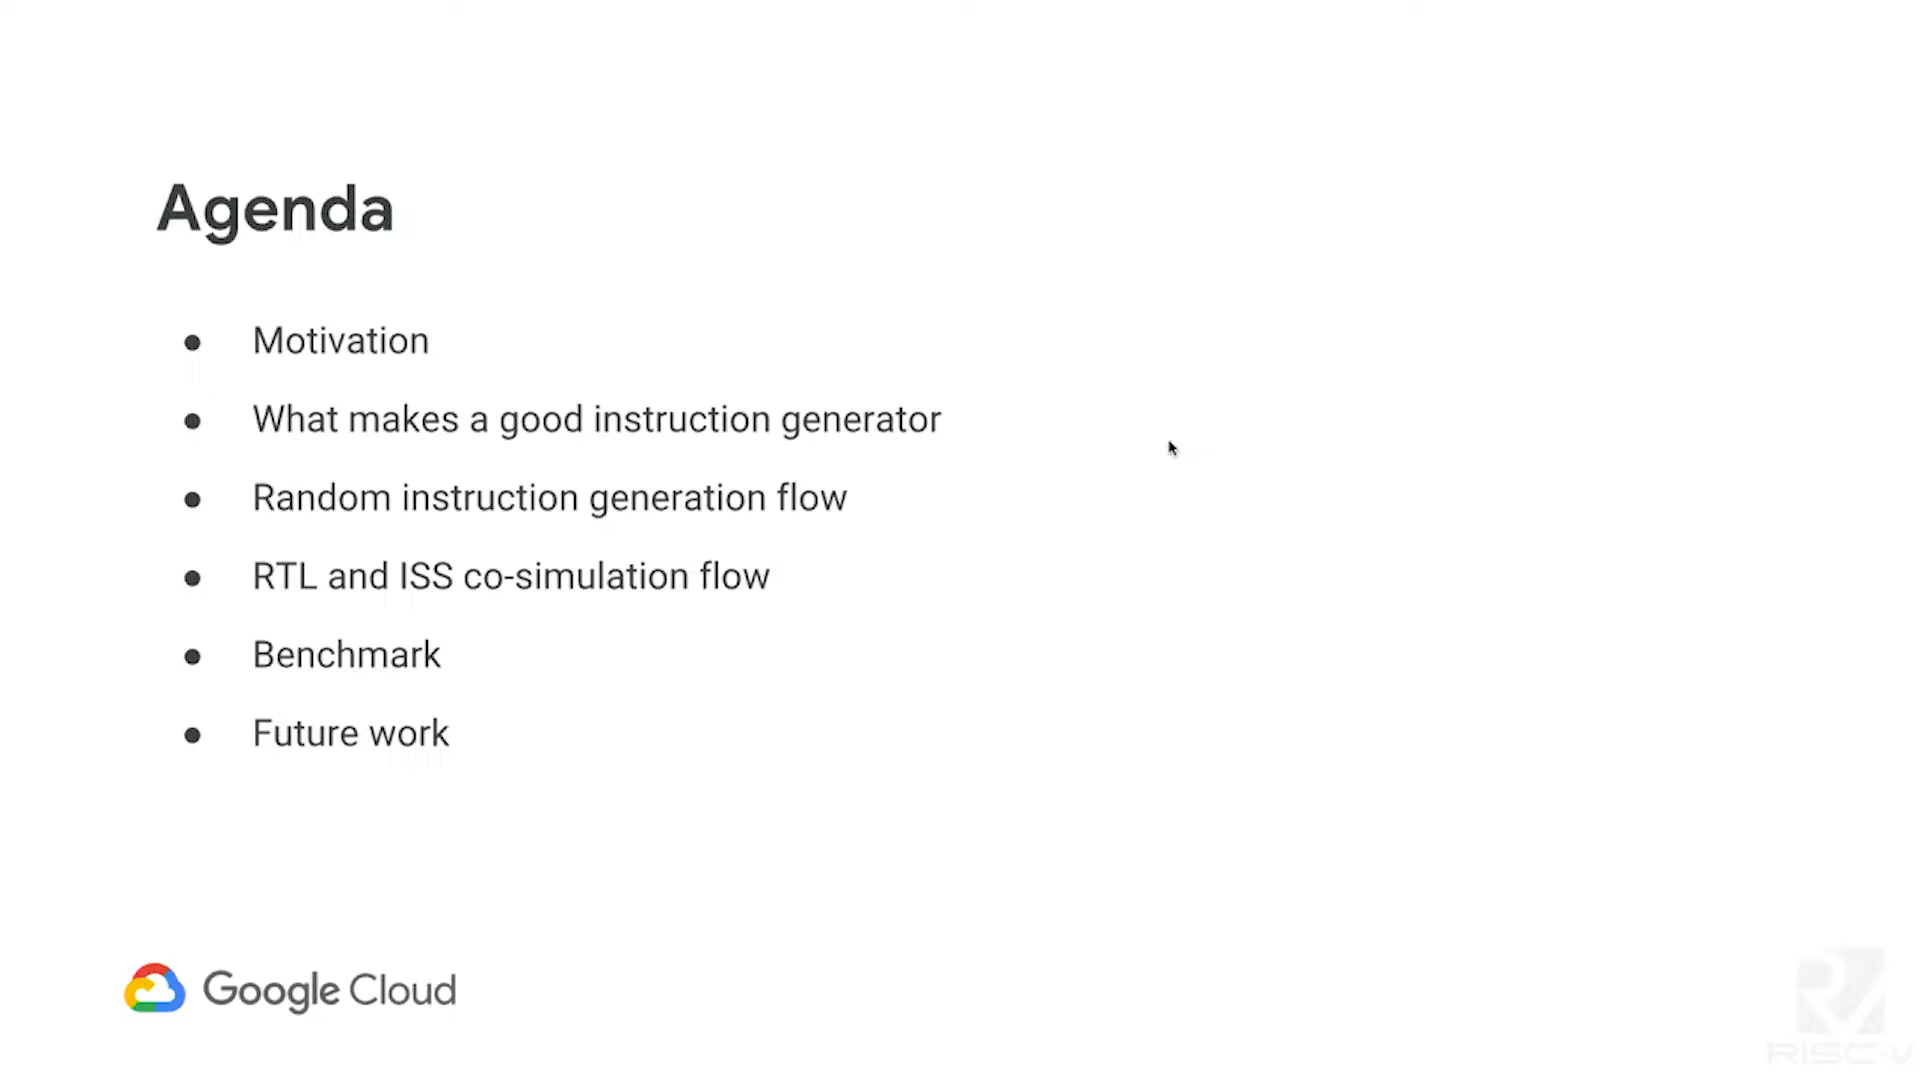 Agenda
● Motivation
● What makes a good instruction generator
● Random instruction generation flow
● RTL and ISS co-simulation flow
● Benchmark
● Future work
Google Cloud
RISC-V